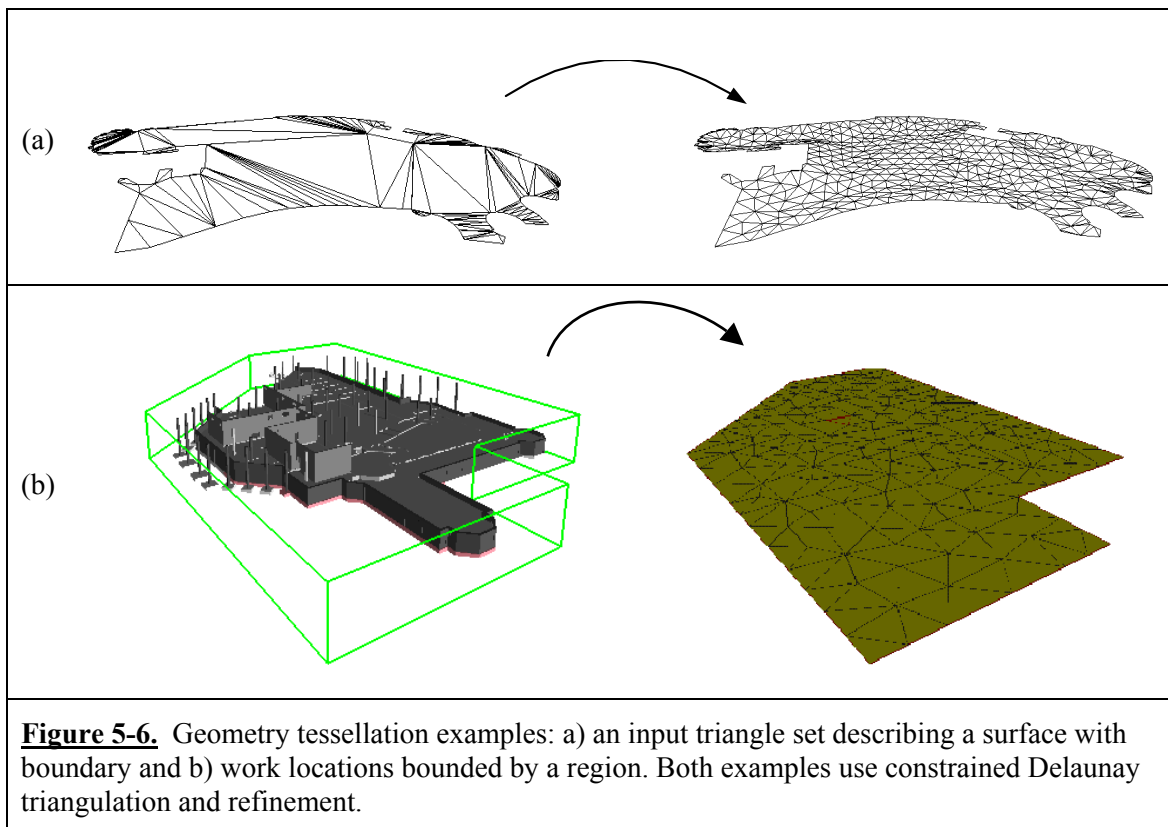 (a)
(b)
Figure 5-6. Geometry tessellation examples: a) an input triangle set describing a surface with
boundary and b) work locations bounded by a region. Both examples use constrained Delaunay
triangulation and refinement.